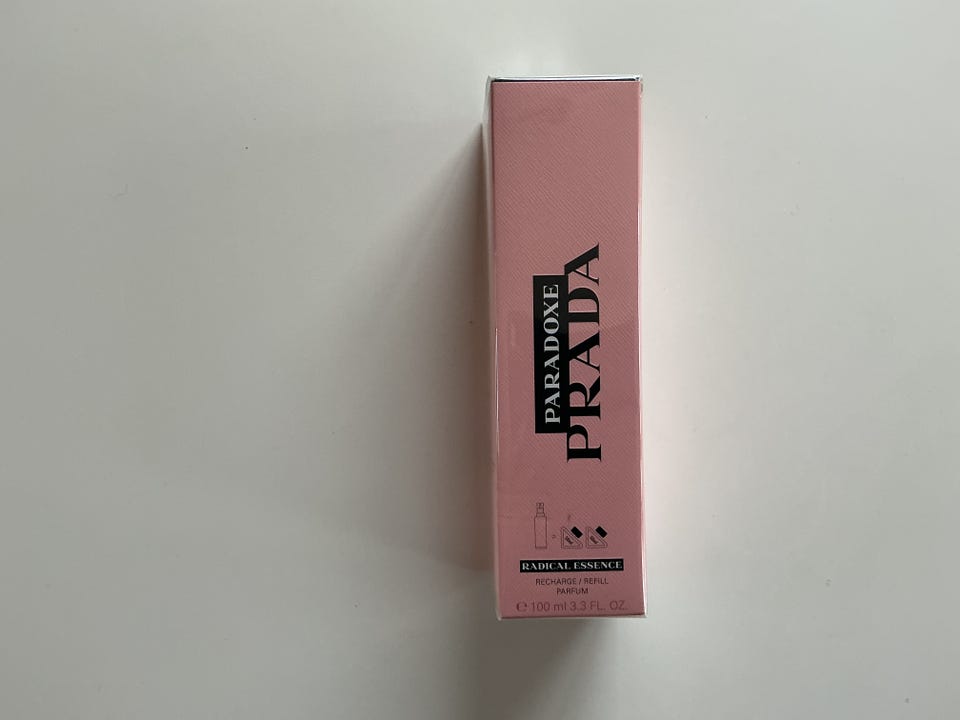 PARADOXE
PRADA
RADICAL ESSENCE
RECHARGE / REFILL
PARFUM
℮ 100 ml 3.3 FL. OZ.